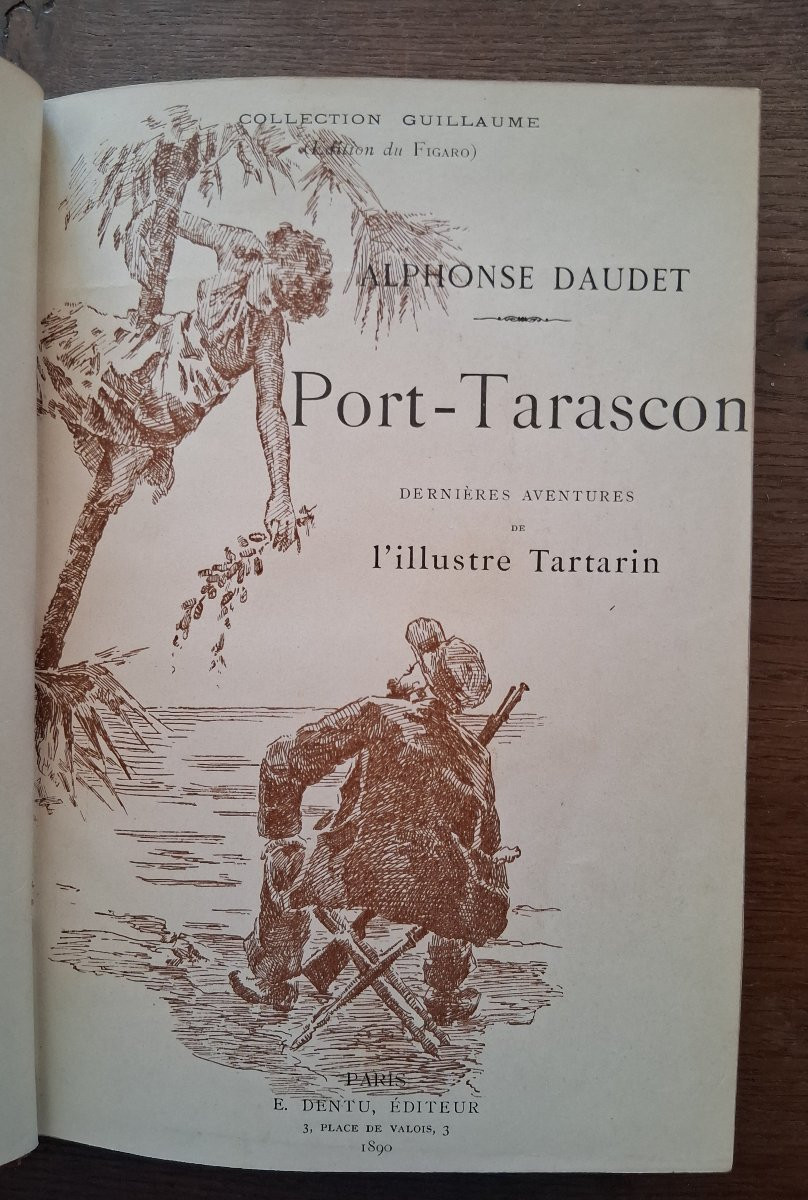 COLLECTION GUILLAUME
(Édition du FIGARO)
ALPHONSE DAUDET
Port-Tarascon
DERNIÈRES AVENTURES
DE
l'illustre Tartarin
PARIS
E. DENTU, ÉDITEUR
3, PLACE DE VALOIS, 3
1890